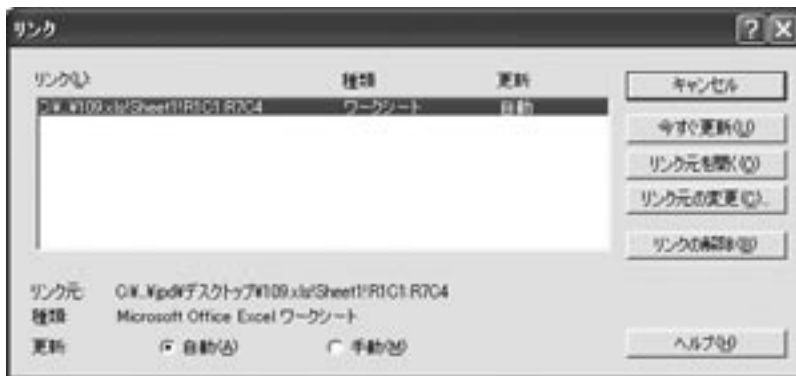 リンク
リンク(L): 種類 更新
C:¥..¥109.xls!Sheet1!R1C1:R7C4 ワークシート 自動
キャンセル
今すぐ更新(U)
リンク元を開く(O)
リンク元の変更(C)...
リンクの解除(B)
リンク元: C:¥...¥jpd¥デスクトップ¥109.xls!Sheet1!R1C1:R7C4
種類: Microsoft Office Excel ワークシート
更新: 自動(A) 手動(M)
ヘルプ(H)